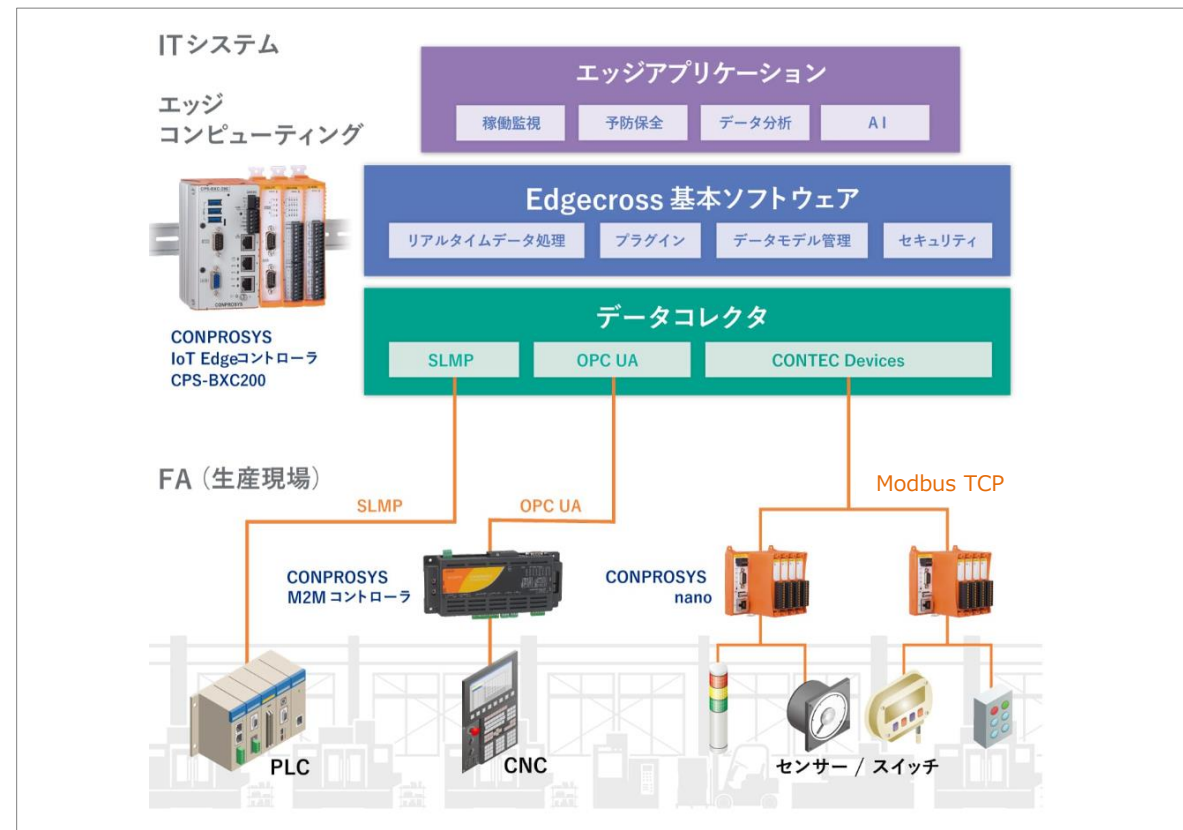 ITシステム
エッジアプリケーション
稼働監視
予防保全
データ分析
AI
エッジ
コンピューティング
CPS-BXC200
Edgecross 基本ソフトウェア
リアルタイムデータ処理
プラグイン
データモデル管理
セキュリティ
CONPROSYS
データコレクタ
SLMP
OPC UA
CONTEC Devices
CONPROSYS
IoT Edgeコントローラ
CPS-BXC200
FA（生産現場）
SLMP
OPC UA
Modbus TCP
CONPROSYS
M2Mコントローラ
CONPROSYS
nano
PLC
CNC
センサー / スイッチ